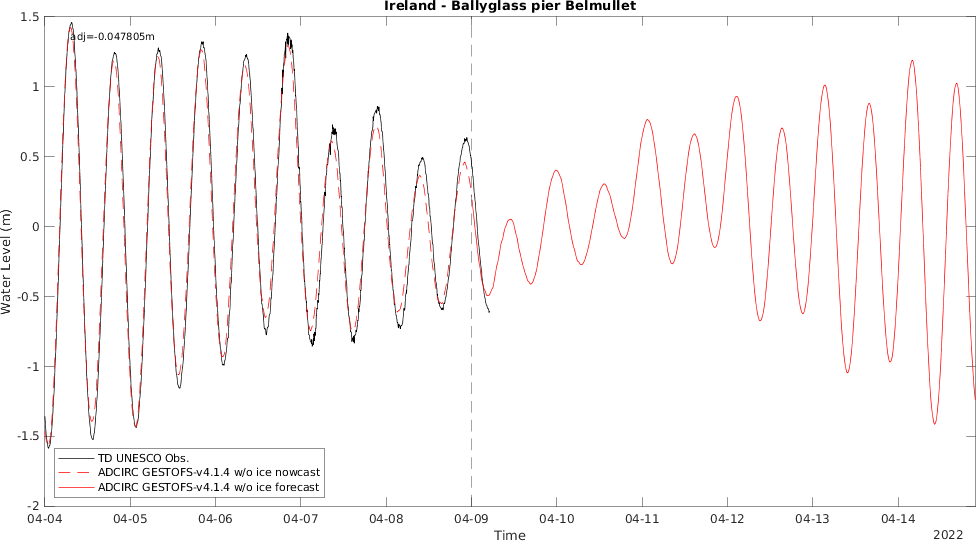 Ireland - Ballyglass pier Belmullet
adj=-0.047805m
1.5
1
0.5
0
-0.5
-1
-1.5
-2
Water Level (m)
TD UNESCO Obs.
ADCIRC GESTOFS-v4.1.4 w/o ice nowcast
ADCIRC GESTOFS-v4.1.4 w/o ice forecast
04-04 04-05 04-06 04-07 04-08 04-09 04-10 04-11 04-12 04-13 04-14
Time
2022